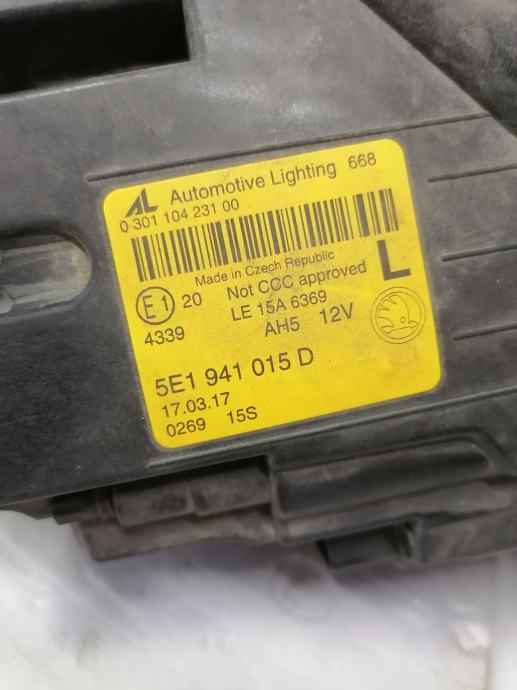 AL Automotive Lighting 668
0 301 104 231 00
Made in Czech Republic
L
E1 20 Not CCC approved
LE 15A 6369
4339 AH5 12V
5E1 941 015 D
17.03.17
0269 15S